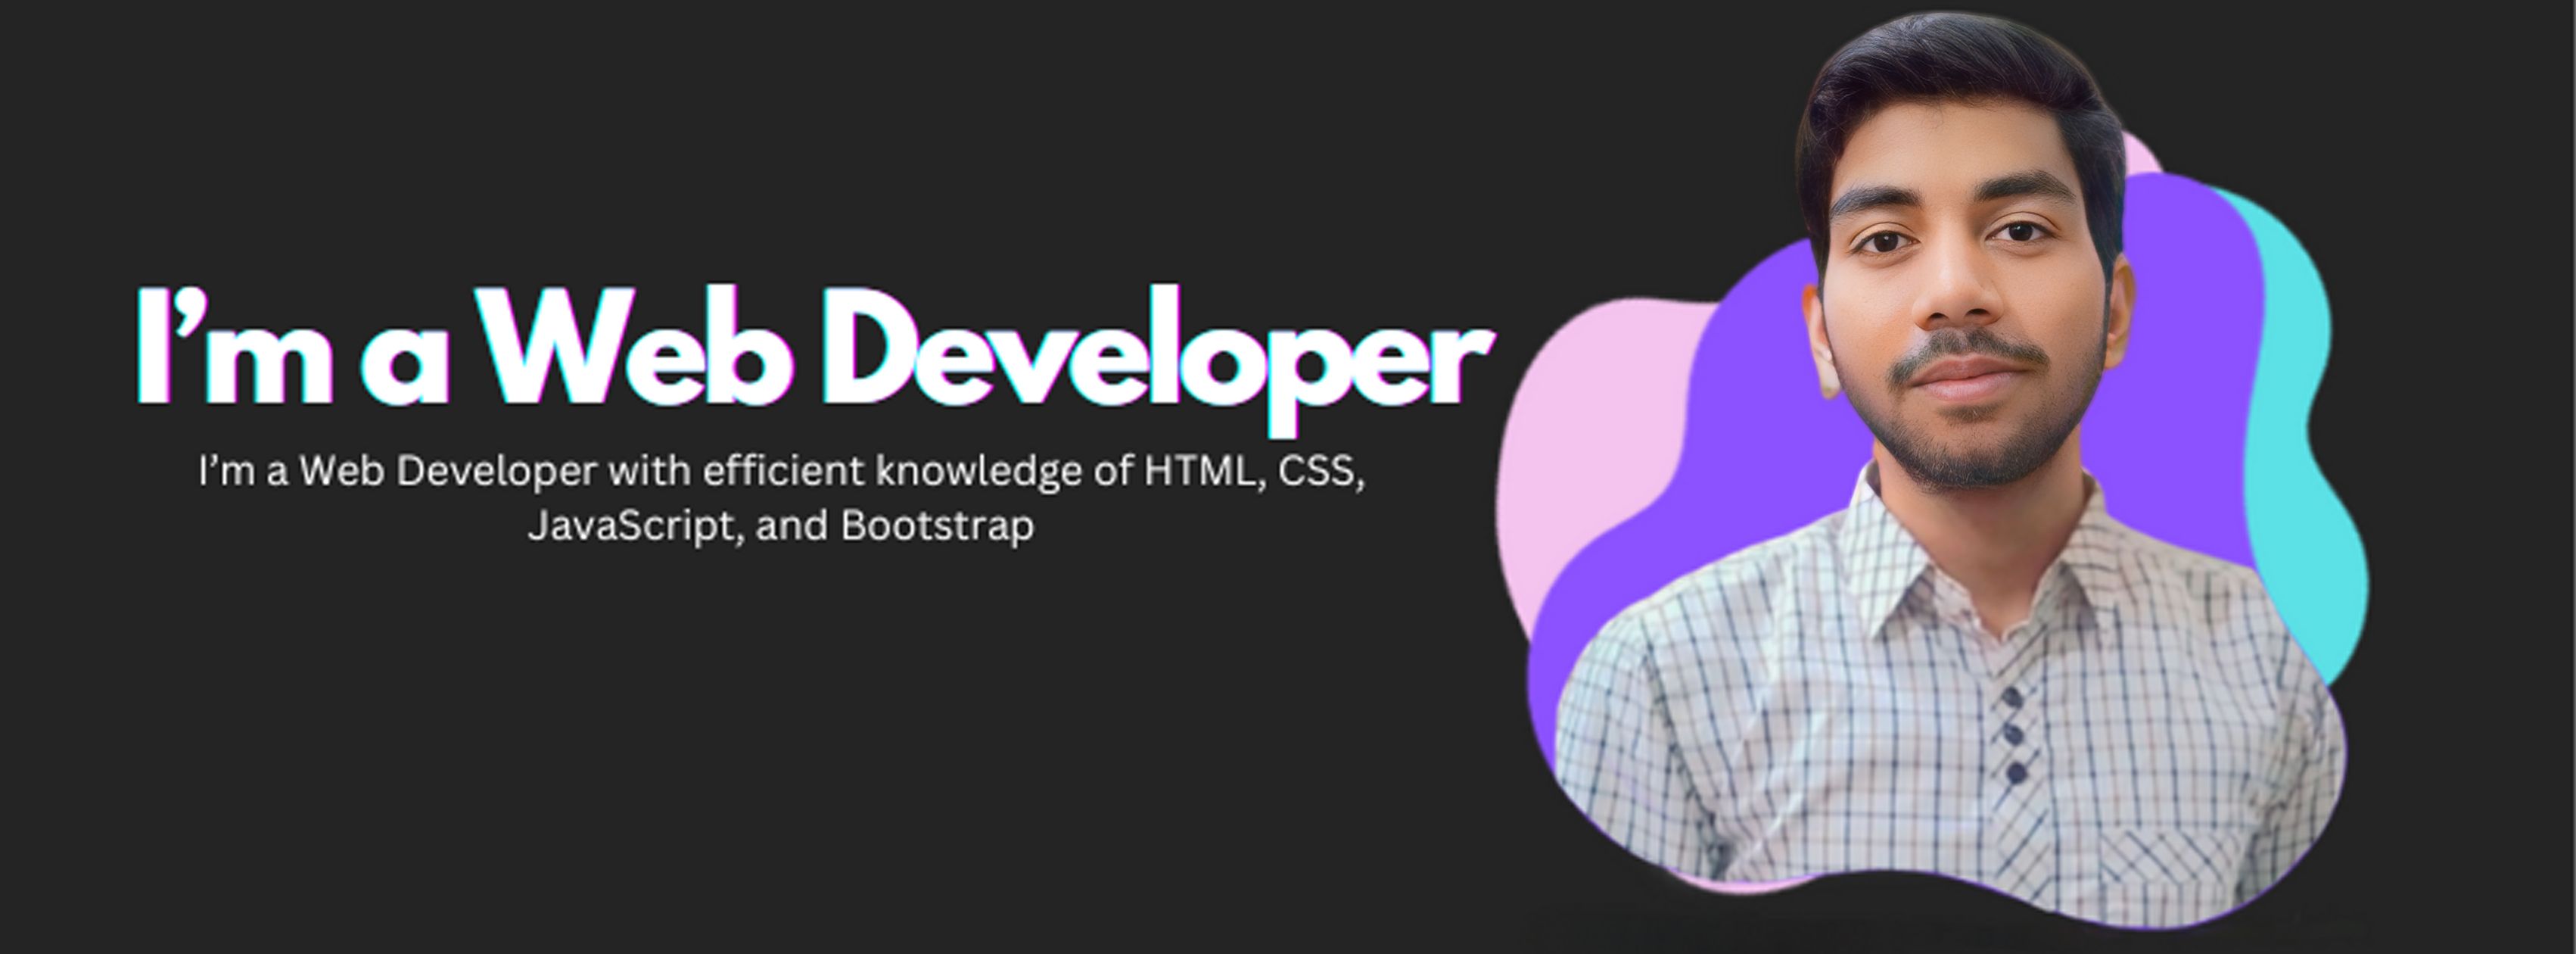 I’m a Web Developer
I’m a Web Developer with efficient knowledge of HTML, CSS,
JavaScript, and Bootstrap